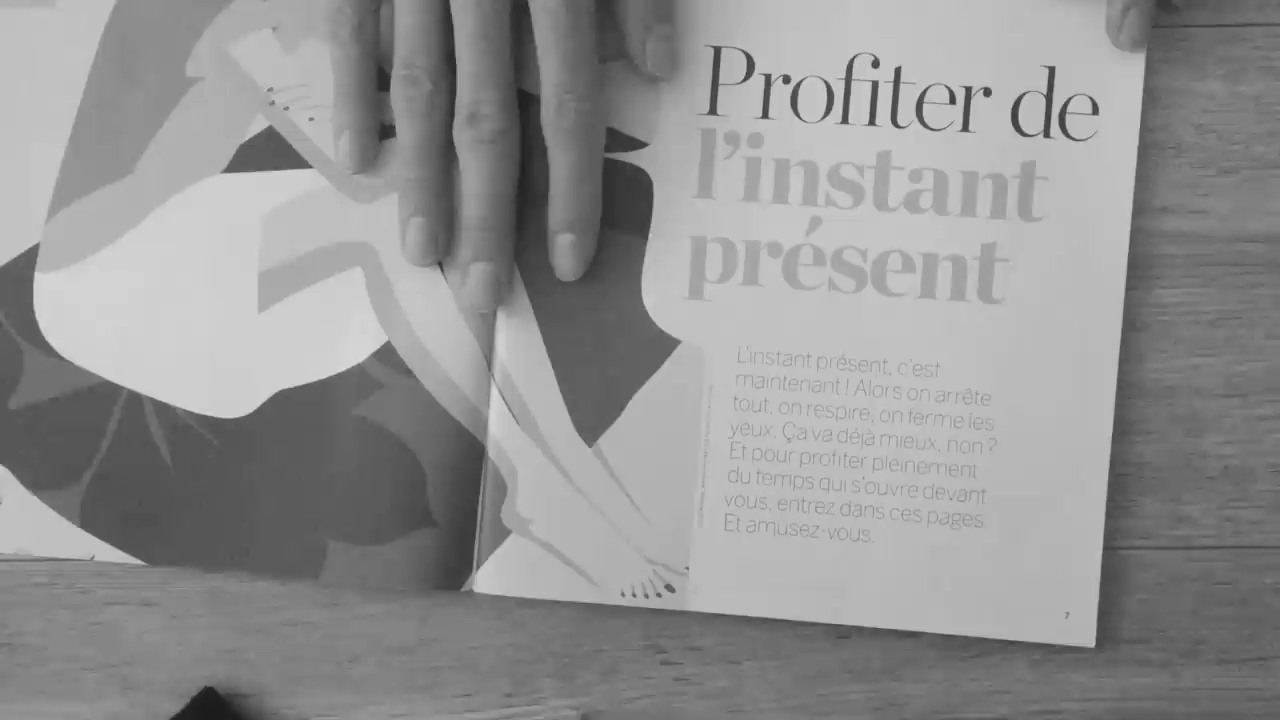 Profiter de
l'instant
présent
L'instant présent, c'est
maintenant ! Alors on arrête
tout, on respire, on ferme les
yeux. Ça va déjà mieux, non ?
Et pour profiter pleinement
du temps qui s'ouvre devant
vous, entrez dans ces pages.
Et amusez-vous.
7